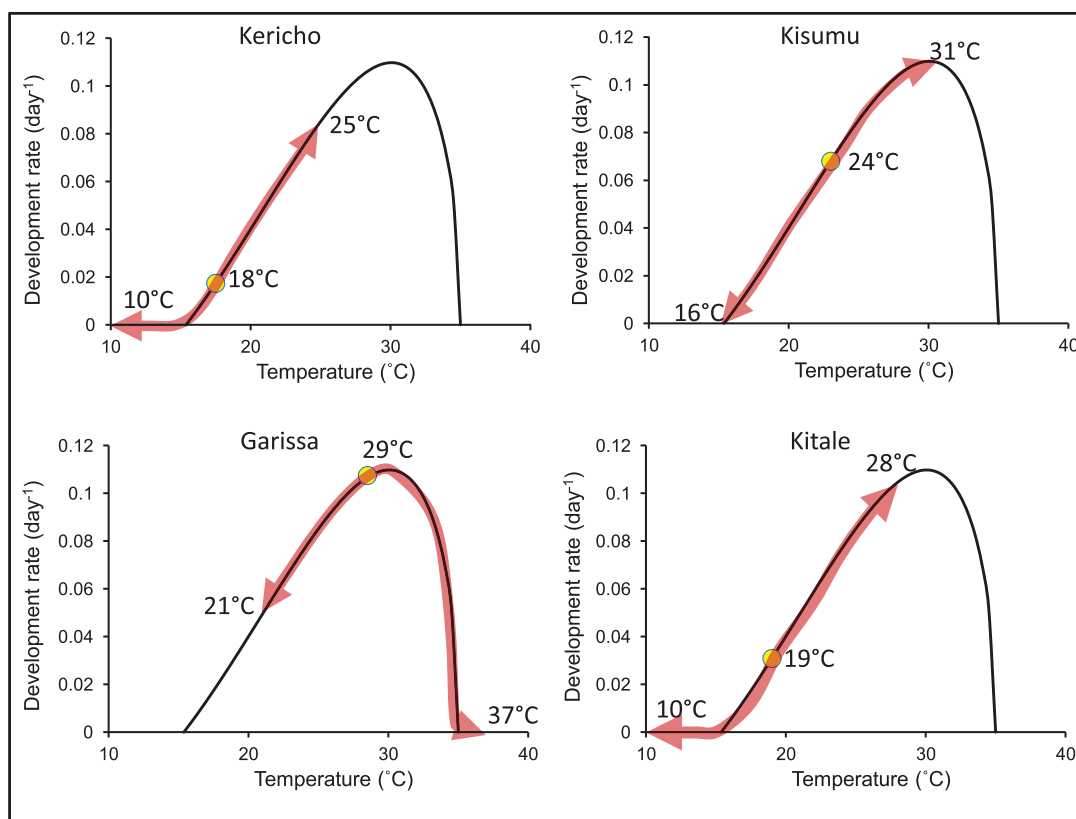 Kericho
Development rate (day-1)
0.12
0.1
0.08
0.06
0.04
0.02
0
25°C
18°C
10°C
10
20
30
40
Temperature (˚C)
Kisumu
Development rate (day-1)
0.12
0.1
0.08
0.06
0.04
0.02
0
31°C
24°C
16°C
10
20
30
40
Temperature (˚C)
Garissa
Development rate (day-1)
0.12
0.1
0.08
0.06
0.04
0.02
0
29°C
21°C
37°C
10
20
30
40
Temperature (˚C)
Kitale
Development rate (day-1)
0.12
0.1
0.08
0.06
0.04
0.02
0
28°C
19°C
10°C
10
20
30
40
Temperature (˚C)